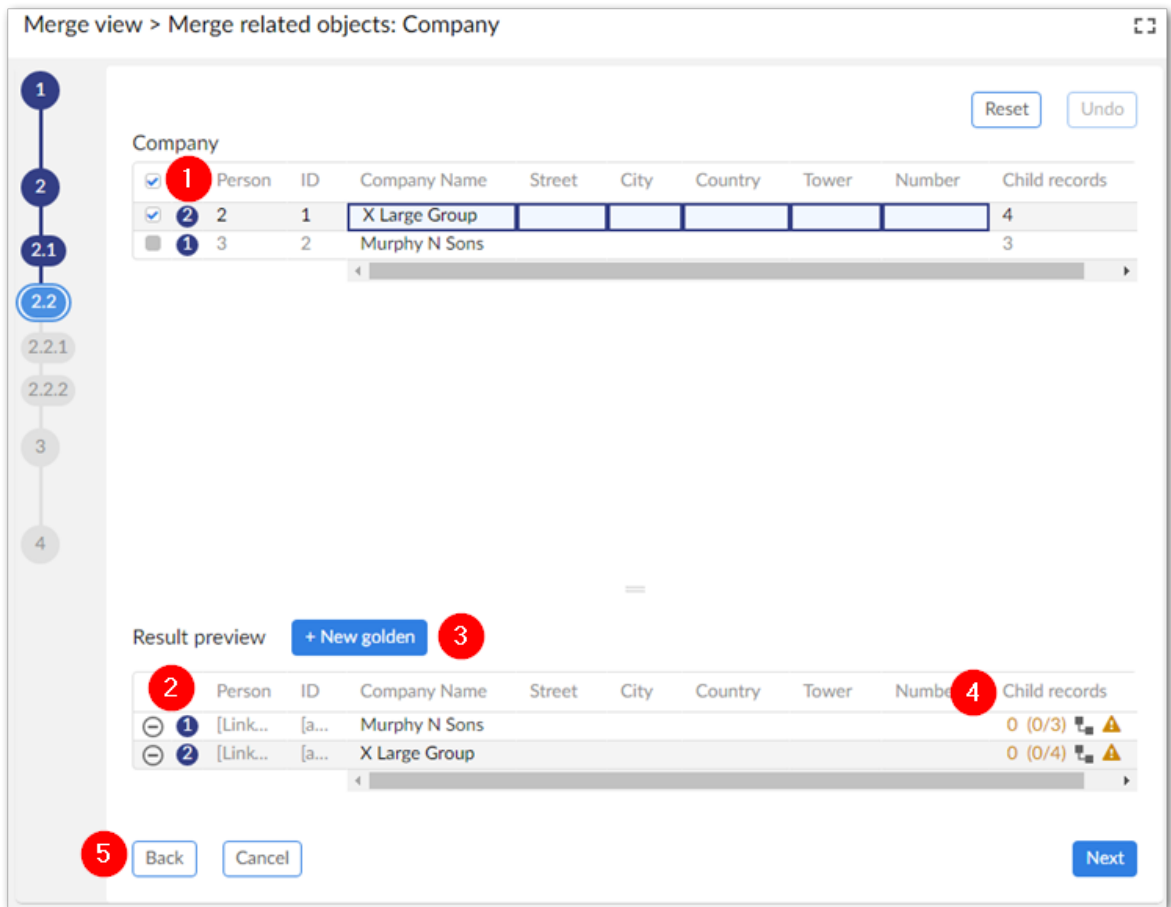 Merge view > Merge related objects: Company
1
2
2.1
2.2
2.2.1
2.2.2
3
4
Reset Undo
Company
1 Person ID Company Name Street City Country Tower Number Child records
2 2 1 X Large Group 4
1 3 2 Murphy N Sons 3
Result preview + New golden 3
2 Person ID Company Name Street City Country Tower Numbe 4 Child records
1 [Link... [a... Murphy N Sons 0 (0/3)
2 [Link... [a... X Large Group 0 (0/4)
5 Back Cancel Next